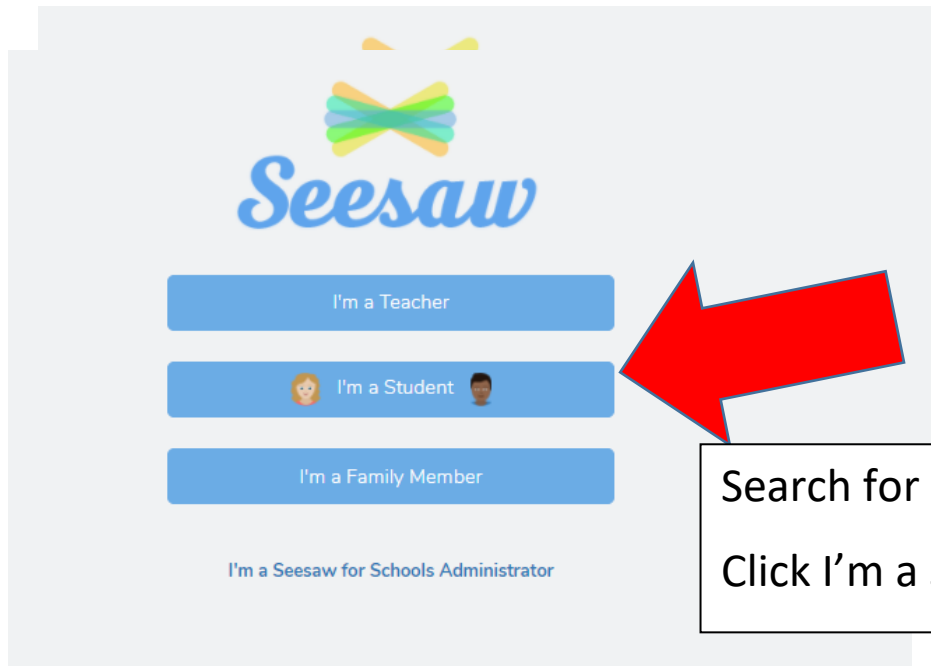 Seesaw
I'm a Teacher
I'm a Student
I'm a Family Member
Search for
Click I’m a
I'm a Seesaw for Schools Administrator